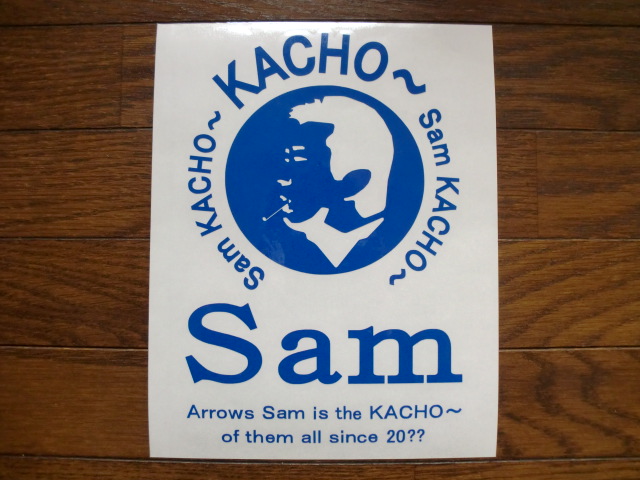 KACHO~
Sam KACHO~
Sam KACHO~
Sam
Arrows Sam is the KACHO~
of them all since 20??